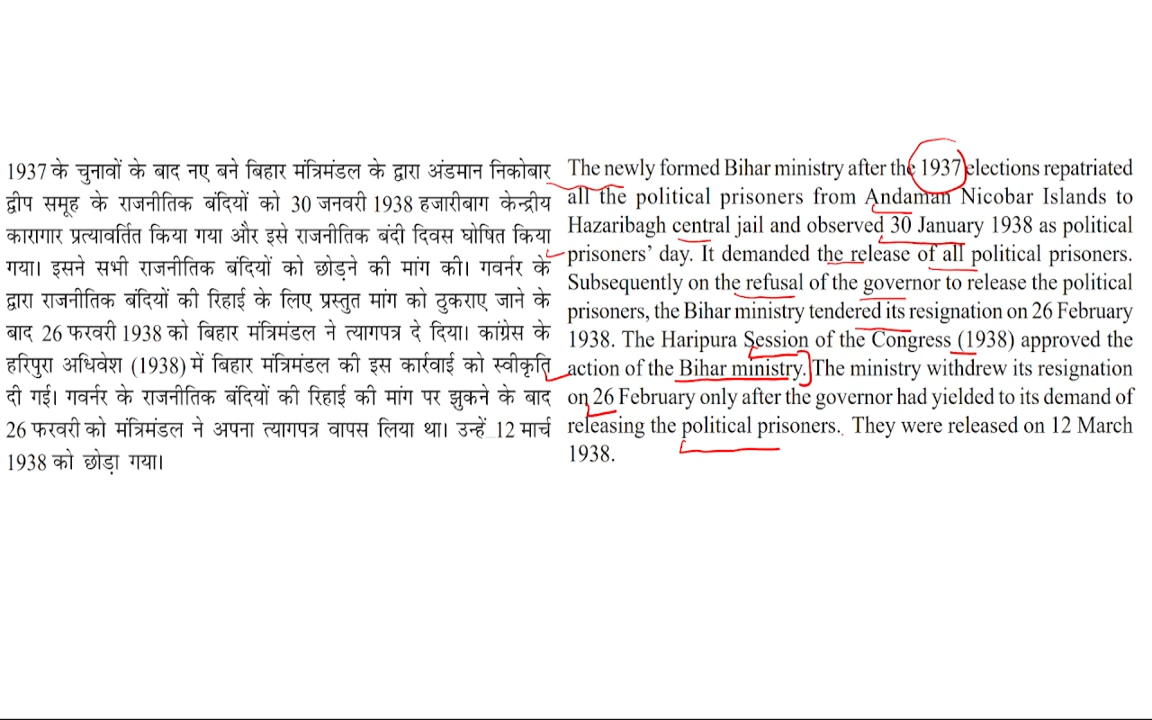 1937 के चुनावों के बाद नए बने बिहार मंत्रिमंडल के द्वारा अंडमान निकोबार
द्वीप समूह के राजनीतिक बंदियों को 30 जनवरी 1938 हजारीबाग केन्द्रीय
कारागार प्रत्यावर्तित किया गया और इसे राजनीतिक बंदी दिवस घोषित किया
गया। इसने सभी राजनीतिक बंदियों को छोड़ने की मांग की। गवर्नर के
द्वारा राजनीतिक बंदियों की रिहाई के लिए प्रस्तुत मांग को ठुकराए जाने के
बाद 26 फरवरी 1938 को बिहार मंत्रिमंडल ने त्यागपत्र दे दिया। कांग्रेस के
हरिपुरा अधिवेश (1938) में बिहार मंत्रिमंडल की इस कार्रवाई को स्वीकृति
दी गई। गवर्नर के राजनीतिक बंदियों की रिहाई की मांग पर झुकने के बाद
26 फरवरी को मंत्रिमंडल ने अपना त्यागपत्र वापस लिया था। उन्हें 12 मार्च
1938 को छोड़ा गया।
The newly formed Bihar ministry after the 1937 elections repatriated
all the political prisoners from Andaman Nicobar Islands to
Hazaribagh central jail and observed 30 January 1938 as political
prisoners’ day. It demanded the release of all political prisoners.
Subsequently on the refusal of the governor to release the political
prisoners, the Bihar ministry tendered its resignation on 26 February
1938. The Haripura Session of the Congress (1938) approved the
action of the Bihar ministry. The ministry withdrew its resignation
on 26 February only after the governor had yielded to its demand of
releasing the political prisoners.. They were released on 12 March
1938.